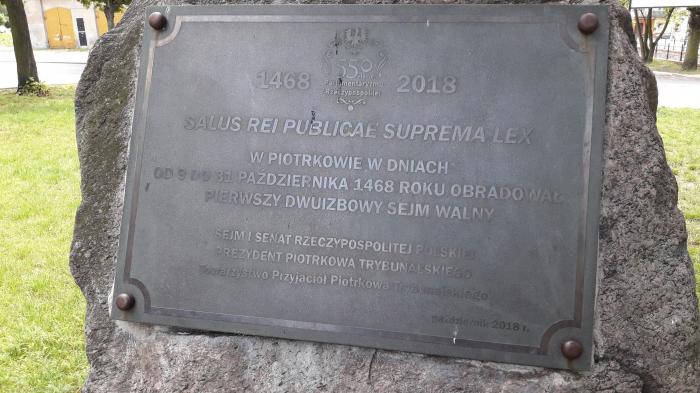 1468 550 2018
Parlamentaryzmu
Rzeczypospolitej
SALUS REI PUBLICAE SUPREMA LEX
W PIOTRKOWIE W DNIACH
OD 9 DO 31 PAŹDZIERNIKA 1468 ROKU OBRADOWAŁ
PIERWSZY DWUIZBOWY SEJM WALNY
SEJM I SENAT RZECZYPOSPOLITEJ POLSKIEJ
PREZYDENT PIOTRKOWA TRYBUNALSKIEGO
Towarzystwo Przyjaciół Piotrkowa Trybunalskiego
październik 2018 r.